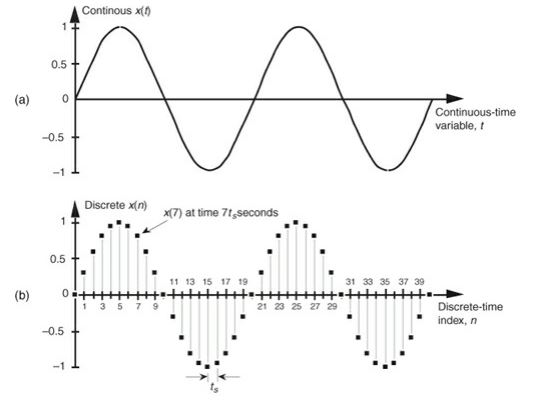 Continous x(t)
1
0.5
(a)
0
Continuous-time
variable, t
−0.5
−1
Discrete x(n)
x(7) at time 7tsseconds
1
0.5
11 13 15 17 19
31 33 35 37 39
(b)
0
1 3 5 7 9
21 23 25 27 29
Discrete-time
index, n
−0.5
−1
ts